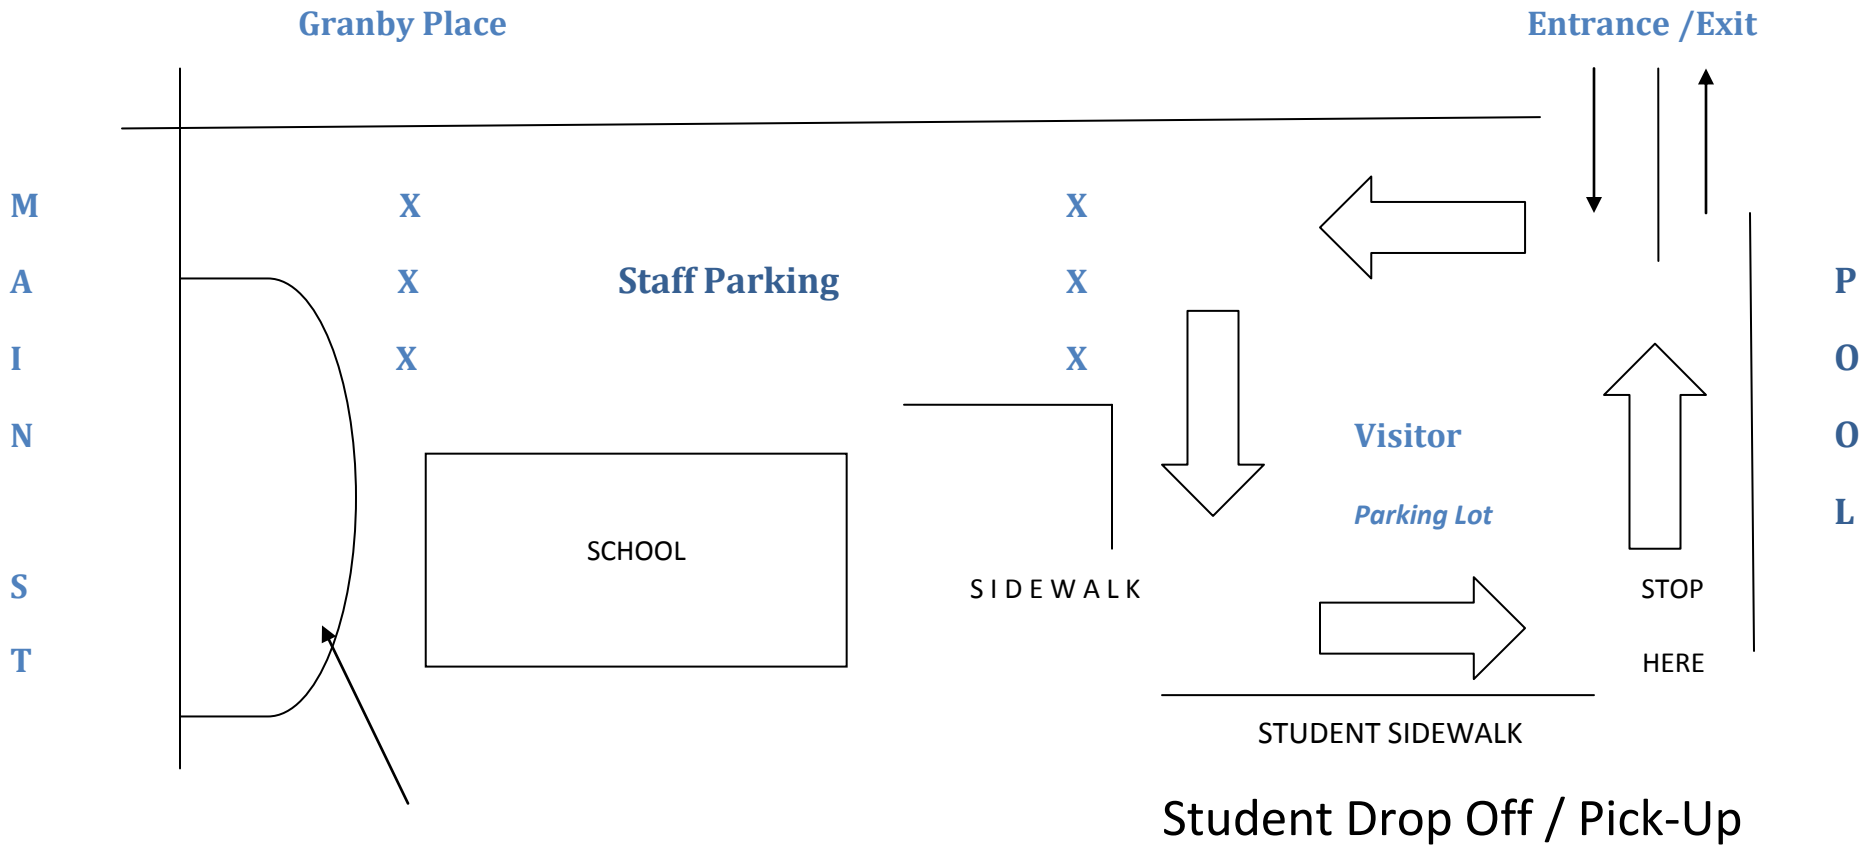 Granby Place
Entrance /Exit
M
A
I
N
S
T
X
X
X
Staff Parking
X
X
X
P
O
O
L
Visitor
Parking Lot
SCHOOL
S I D E W A L K
STOP
HERE
STUDENT SIDEWALK
Student Drop Off / Pick-Up